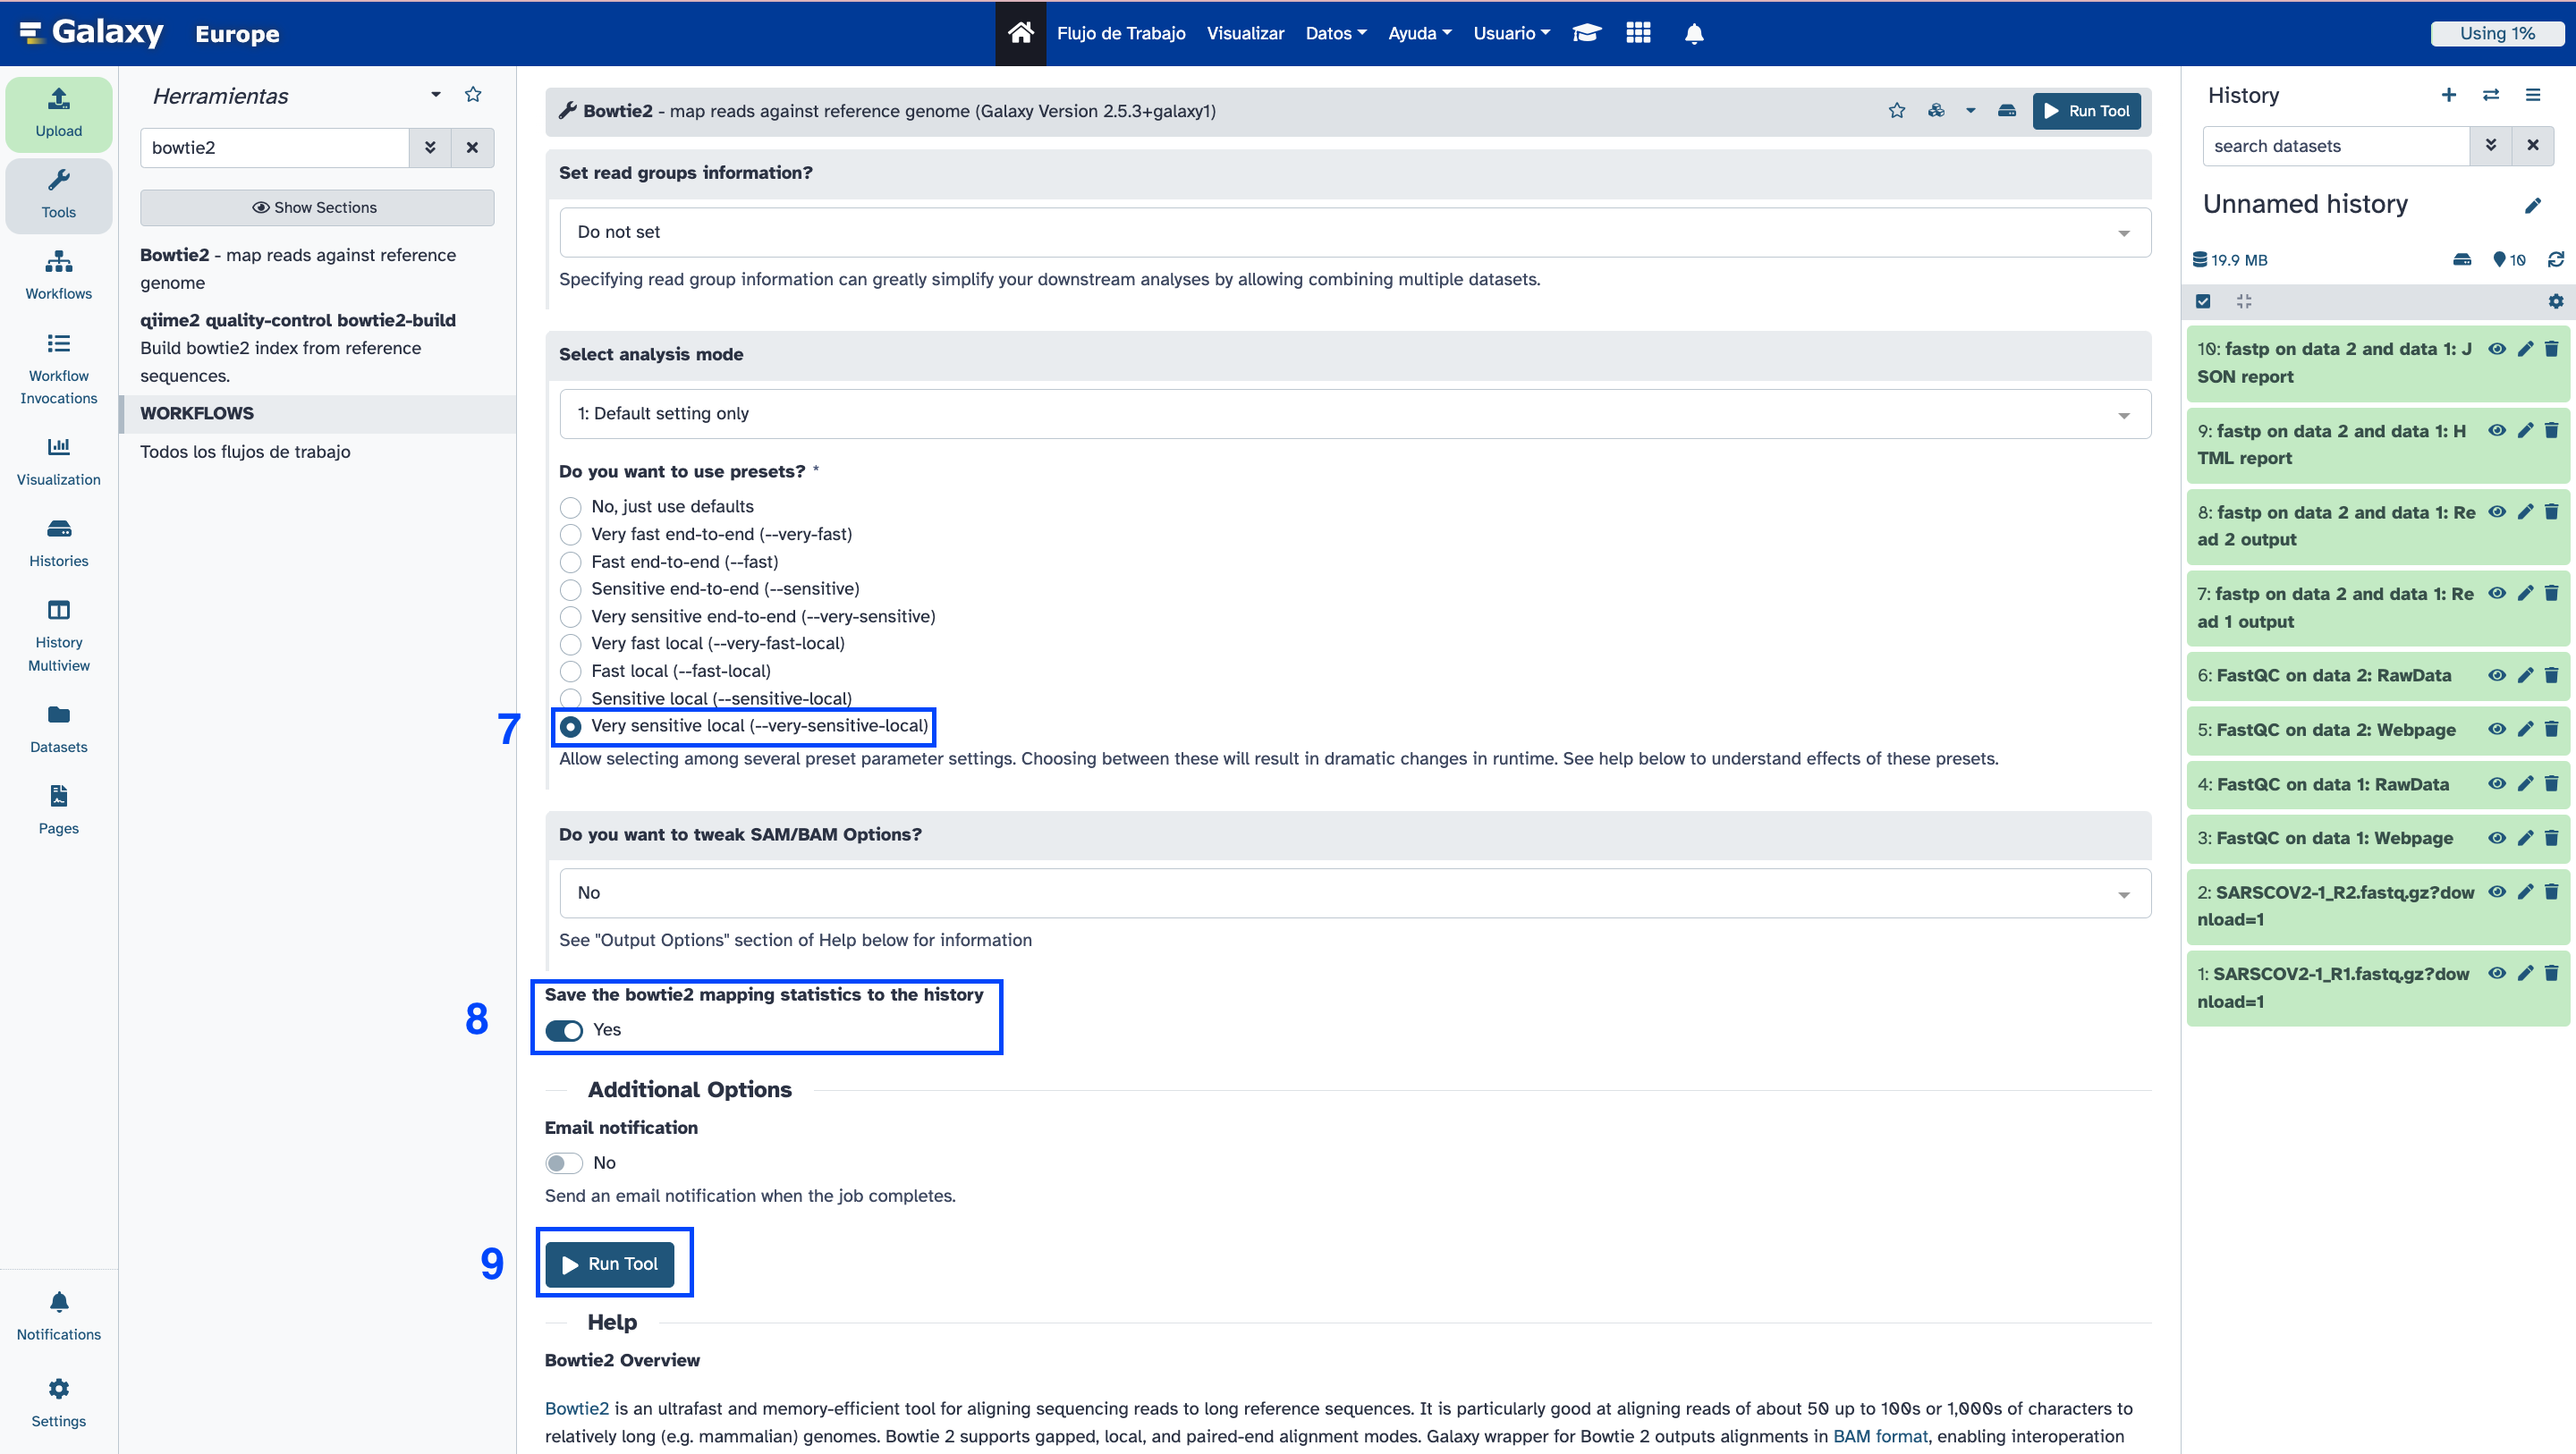 Galaxy Europe
Flujo de Trabajo Visualizar Datos Ayuda Usuario
Using 1%
Upload
Tools
Workflows
Workflow
Invocations
Visualization
Histories
History
Multiview
Datasets
Pages
Notifications
Settings
Herramientas
bowtie2
Show Sections
Bowtie2 - map reads against reference
genome
qiime2 quality-control bowtie2-build
Build bowtie2 index from reference
sequences.
WORKFLOWS
Todos los flujos de trabajo
Bowtie2 - map reads against reference genome (Galaxy Version 2.5.3+galaxy1)
Run Tool
Set read groups information?
Do not set
Specifying read group information can greatly simplify your downstream analyses by allowing combining multiple datasets.
Select analysis mode
1: Default setting only
Do you want to use presets? *
No, just use defaults
Very fast end-to-end (--very-fast)
Fast end-to-end (--fast)
Sensitive end-to-end (--sensitive)
Very sensitive end-to-end (--very-sensitive)
Very fast local (--very-fast-local)
Fast local (--fast-local)
Sensitive local (--sensitive-local)
7 Very sensitive local (--very-sensitive-local)
Allow selecting among several preset parameter settings. Choosing between these will result in dramatic changes in runtime. See help below to understand effects of these presets.
Do you want to tweak SAM/BAM Options?
No
See "Output Options" section of Help below for information
Save the bowtie2 mapping statistics to the history
8 Yes
Additional Options
Email notification
No
Send an email notification when the job completes.
9 Run Tool
Help
Bowtie2 Overview
Bowtie2 is an ultrafast and memory-efficient tool for aligning sequencing reads to long reference sequences. It is particularly good at aligning reads of about 50 up to 100s or 1,000s of characters to
relatively long (e.g. mammalian) genomes. Bowtie 2 supports gapped, local, and paired-end alignment modes. Galaxy wrapper for Bowtie 2 outputs alignments in BAM format, enabling interoperation
History
search datasets
Unnamed history
19.9 MB 10
10: fastp on data 2 and data 1: J
SON report
9: fastp on data 2 and data 1: H
TML report
8: fastp on data 2 and data 1: Re
ad 2 output
7: fastp on data 2 and data 1: Re
ad 1 output
6: FastQC on data 2: RawData
5: FastQC on data 2: Webpage
4: FastQC on data 1: RawData
3: FastQC on data 1: Webpage
2: SARSCOV2-1_R2.fastq.gz?dow
nload=1
1: SARSCOV2-1_R1.fastq.gz?dow
nload=1